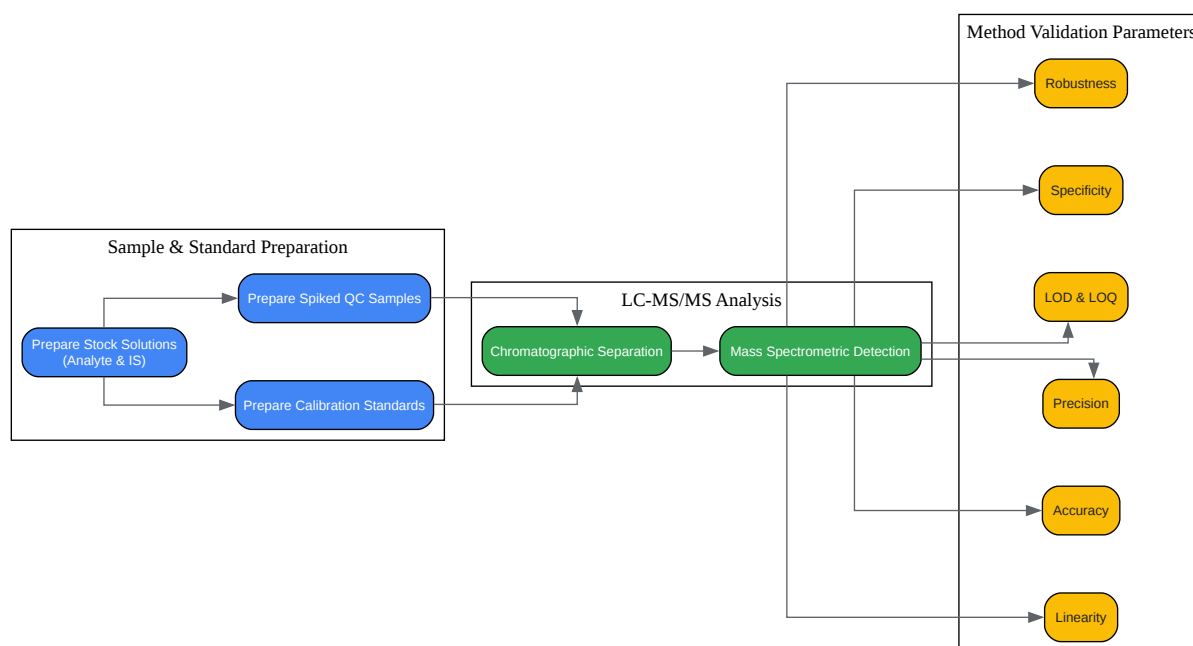 Method Validation Parameters
Robustness
Specificity
Sample & Standard Preparation
Prepare Spiked QC Samples
LC-MS/MS Analysis
LOD & LOQ
Prepare Stock Solutions
(Analyte & IS)
Chromatographic Separation
Mass Spectrometric Detection
Prepare Calibration Standards
Precision
Accuracy
Linearity